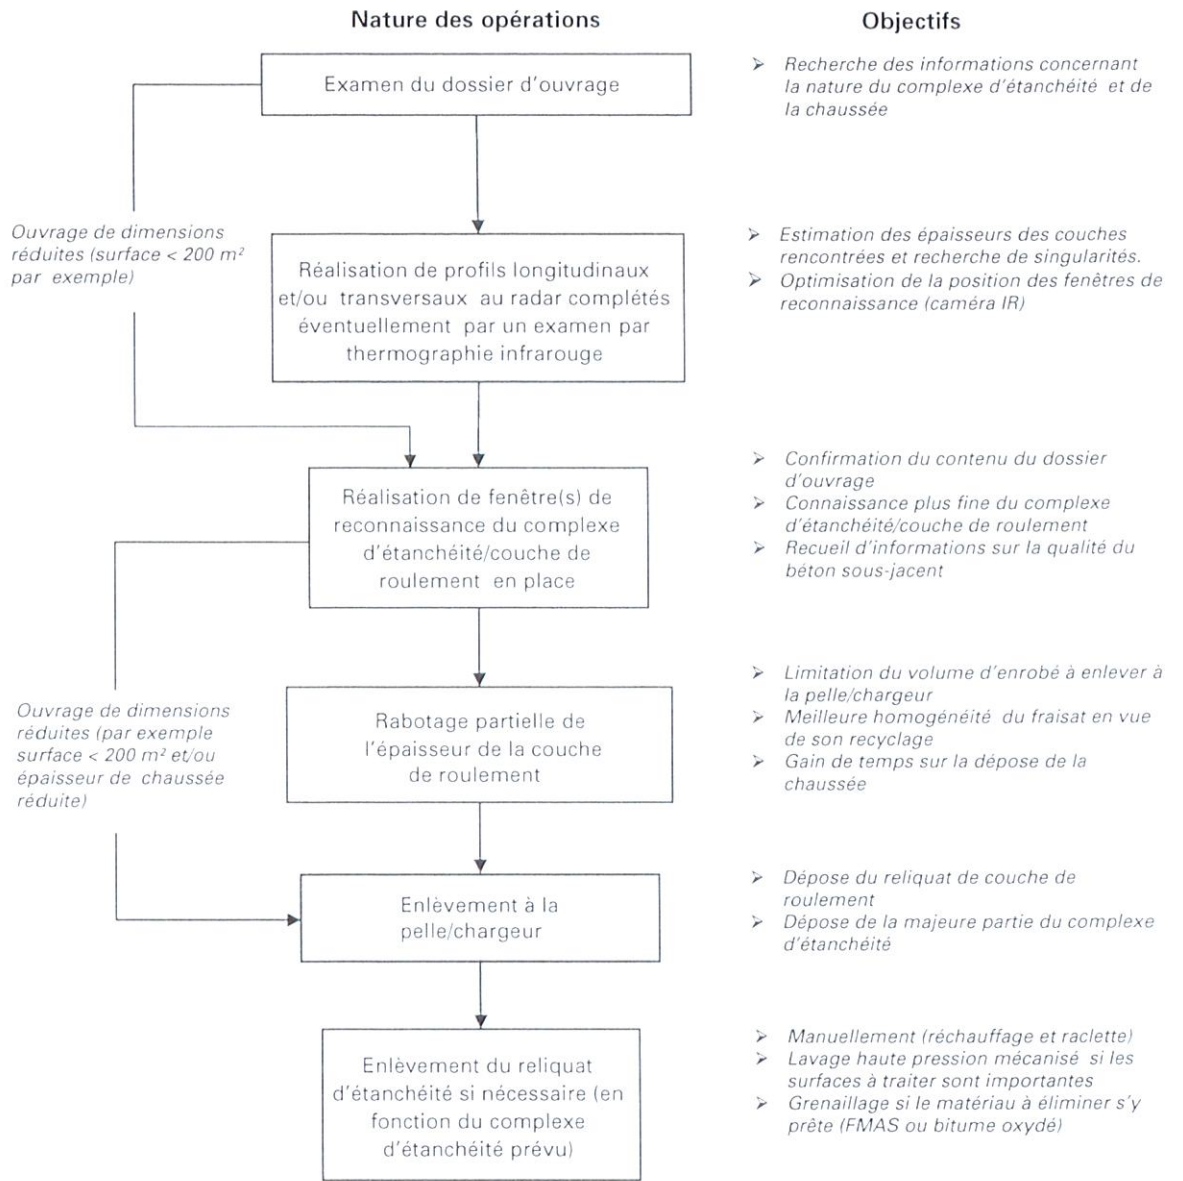 Nature des opérations
Objectifs
Examen du dossier d'ouvrage
➢ Recherche des informations concernant
la nature du complexe d'étanchéité et de
la chaussée
Ouvrage de dimensions
réduites (surface < 200 m²
par exemple)
Réalisation de profils longitudinaux
et/ou transversaux au radar complétés
éventuellement par un examen par
thermographie infrarouge
➢ Estimation des épaisseurs des couches
rencontrées et recherche de singularités.
➢ Optimisation de la position des fenêtres de
reconnaissance (caméra IR)
Réalisation de fenêtre(s) de
reconnaissance du complexe
d'étanchéité/couche de
roulement en place
➢ Confirmation du contenu du dossier
d'ouvrage
➢ Connaissance plus fine du complexe
d'étanchéité/couche de roulement
➢ Recueil d'informations sur la qualité du
béton sous-jacent
Ouvrage de dimensions
réduites (par exemple
surface < 200 m² et/ou
épaisseur de chaussée
réduite)
Rabotage partielle de
l'épaisseur de la couche
de roulement
➢ Limitation du volume d'enrobé à enlever à
la pelle/chargeur
➢ Meilleure homogénéité du fraisat en vue
de son recyclage
➢ Gain de temps sur la dépose de la
chaussée
Enlèvement à la
pelle/chargeur
➢ Dépose du reliquat de couche de
roulement
➢ Dépose de la majeure partie du complexe
d'étanchéité
Enlèvement du reliquat
d'étanchéité si nécessaire (en
fonction du complexe
d'étanchéité prévu)
➢ Manuellement (réchauffage et raclette)
➢ Lavage haute pression mécanisé si les
surfaces à traiter sont importantes
➢ Grenaillage si le matériau à éliminer s'y
prête (FMAS ou bitume oxydé)